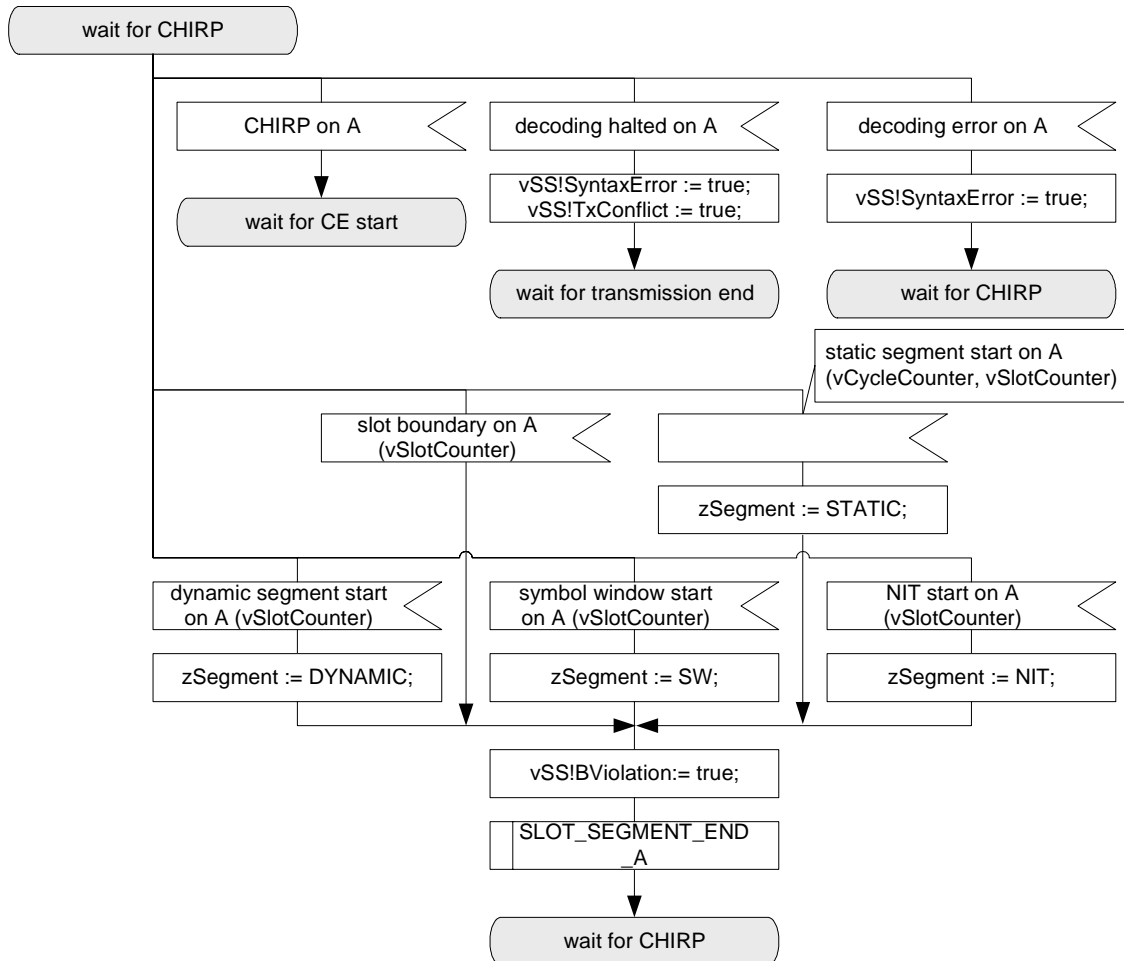 wait for CHIRP
CHIRP on A
decoding halted on A
decoding error on A
vSS!SyntaxError := true;
vSS!TxConflict := true;
vSS!SyntaxError := true;
wait for CE start
wait for transmission end
wait for CHIRP
static segment start on A
(vCycleCounter, vSlotCounter)
slot boundary on A
(vSlotCounter)
zSegment := STATIC;
dynamic segment start
on A (vSlotCounter)
symbol window start
on A (vSlotCounter)
NIT start on A
(vSlotCounter)
zSegment := DYNAMIC;
zSegment := SW;
zSegment := NIT;
vSS!BViolation:= true;
SLOT_SEGMENT_END
_A
wait for CHIRP